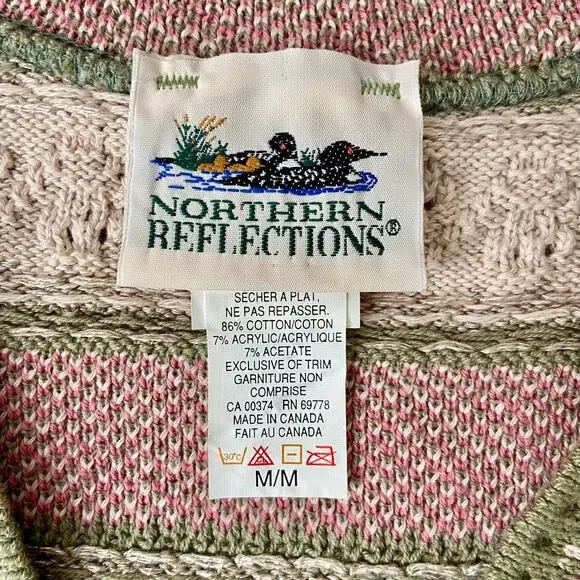 NORTHERN
REFLECTIONS®
SECHER A PLAT,
NE PAS REPASSER.
86% COTTON/COTON
7% ACRYLIC/ACRYLIQUE
7% ACETATE
EXCLUSIVE OF TRIM
GARNITURE NON
COMPRISE
CA 00374 RN 69778
MADE IN CANADA
FAIT AU CANADA
30°C
M/M